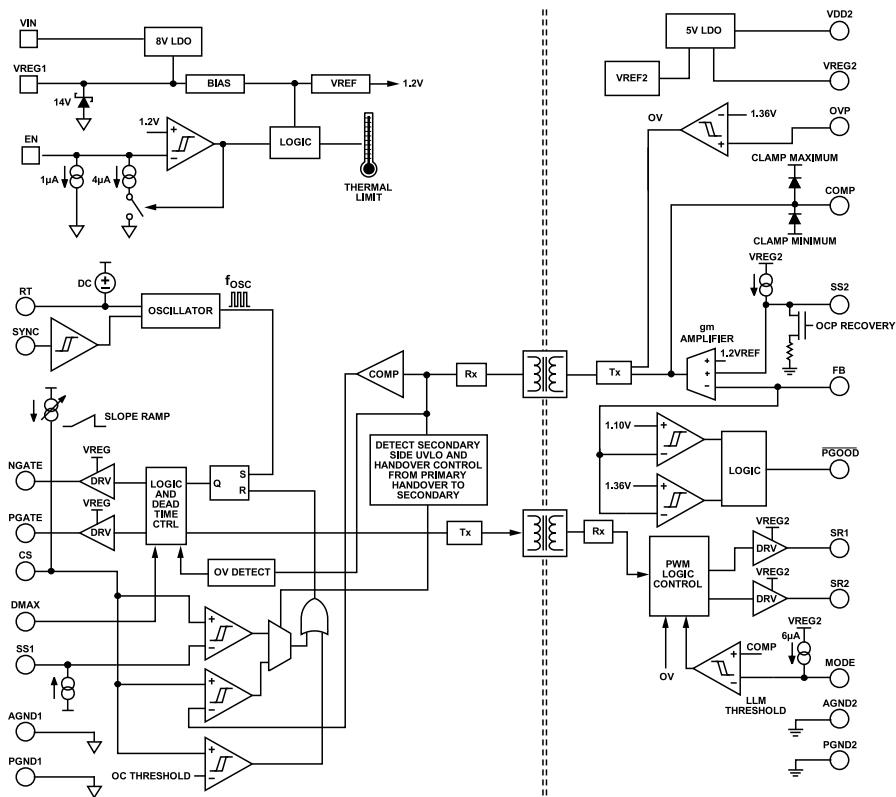 VIN
8V LDO
VREG1
BIAS
VREF
1.2V
14V
1.2V
EN
LOGIC
1µA
4µA
THERMAL
LIMIT
DC
fOSC
RT
OSCILLATOR
SYNC
SLOPE RAMP
COMP
Rx
VREG
NGATE
DRV
LOGIC
AND
DEAD
TIME
CTRL
Q
S
R
DETECT SECONDARY
SIDE UVLO AND
HANDOVER CONTROL
FROM PRIMARY
HANDOVER TO
SECONDARY
VREG
PGATE
DRV
Tx
CS
OV DETECT
DMAX
SS1
AGND1
PGND1
OC THRESHOLD
5V LDO
VDD2
VREF2
VREG2
OV
1.36V
OVP
CLAMP MAXIMUM
COMP
CLAMP MINIMUM
VREG2
SS2
OCP RECOVERY
gm
AMPLIFIER
1.2VREF
Tx
FB
1.10V
LOGIC
PGOOD
1.36V
Rx
VREG2
SR1
DRV
PWM
LOGIC
CONTROL
VREG2
SR2
DRV
VREG2
6µA
COMP
MODE
OV
LLM
THRESHOLD
AGND2
PGND2